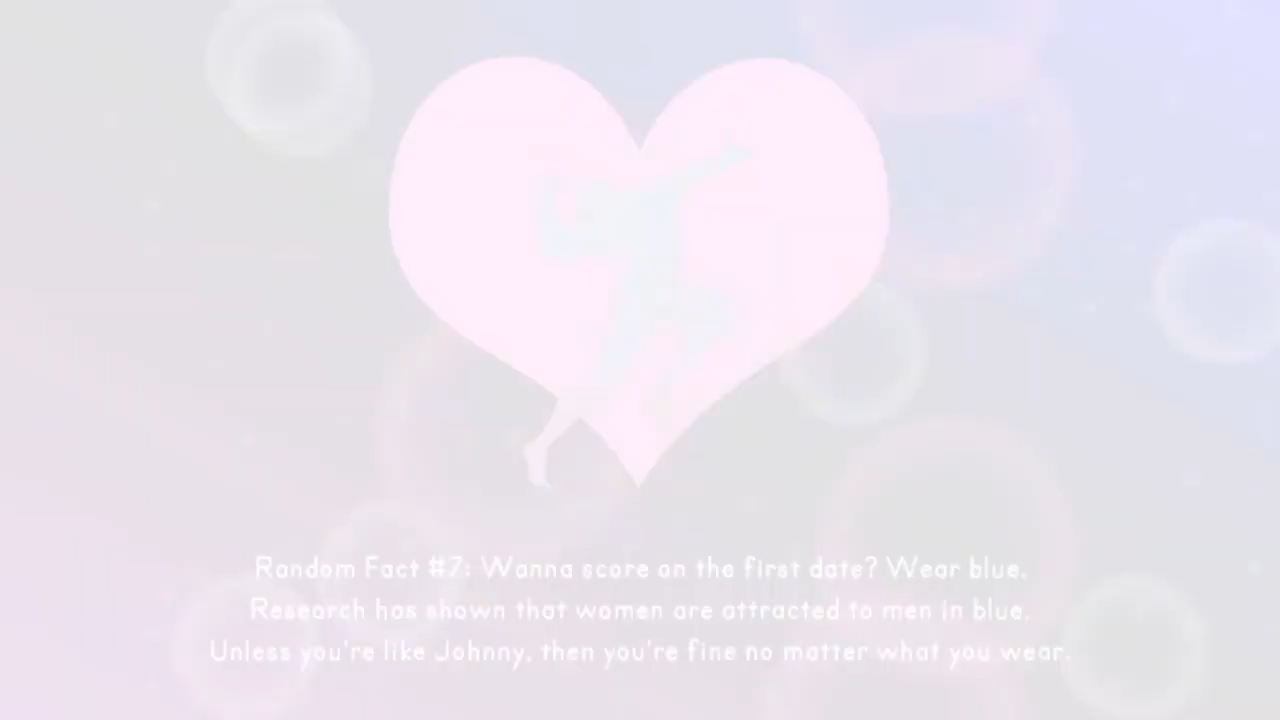 Random Fact #7: Wanna score on the first date? Wear blue.
Research has shown that women are attracted to men in blue.
Unless you're like Johnny, then you're fine no matter what you wear.